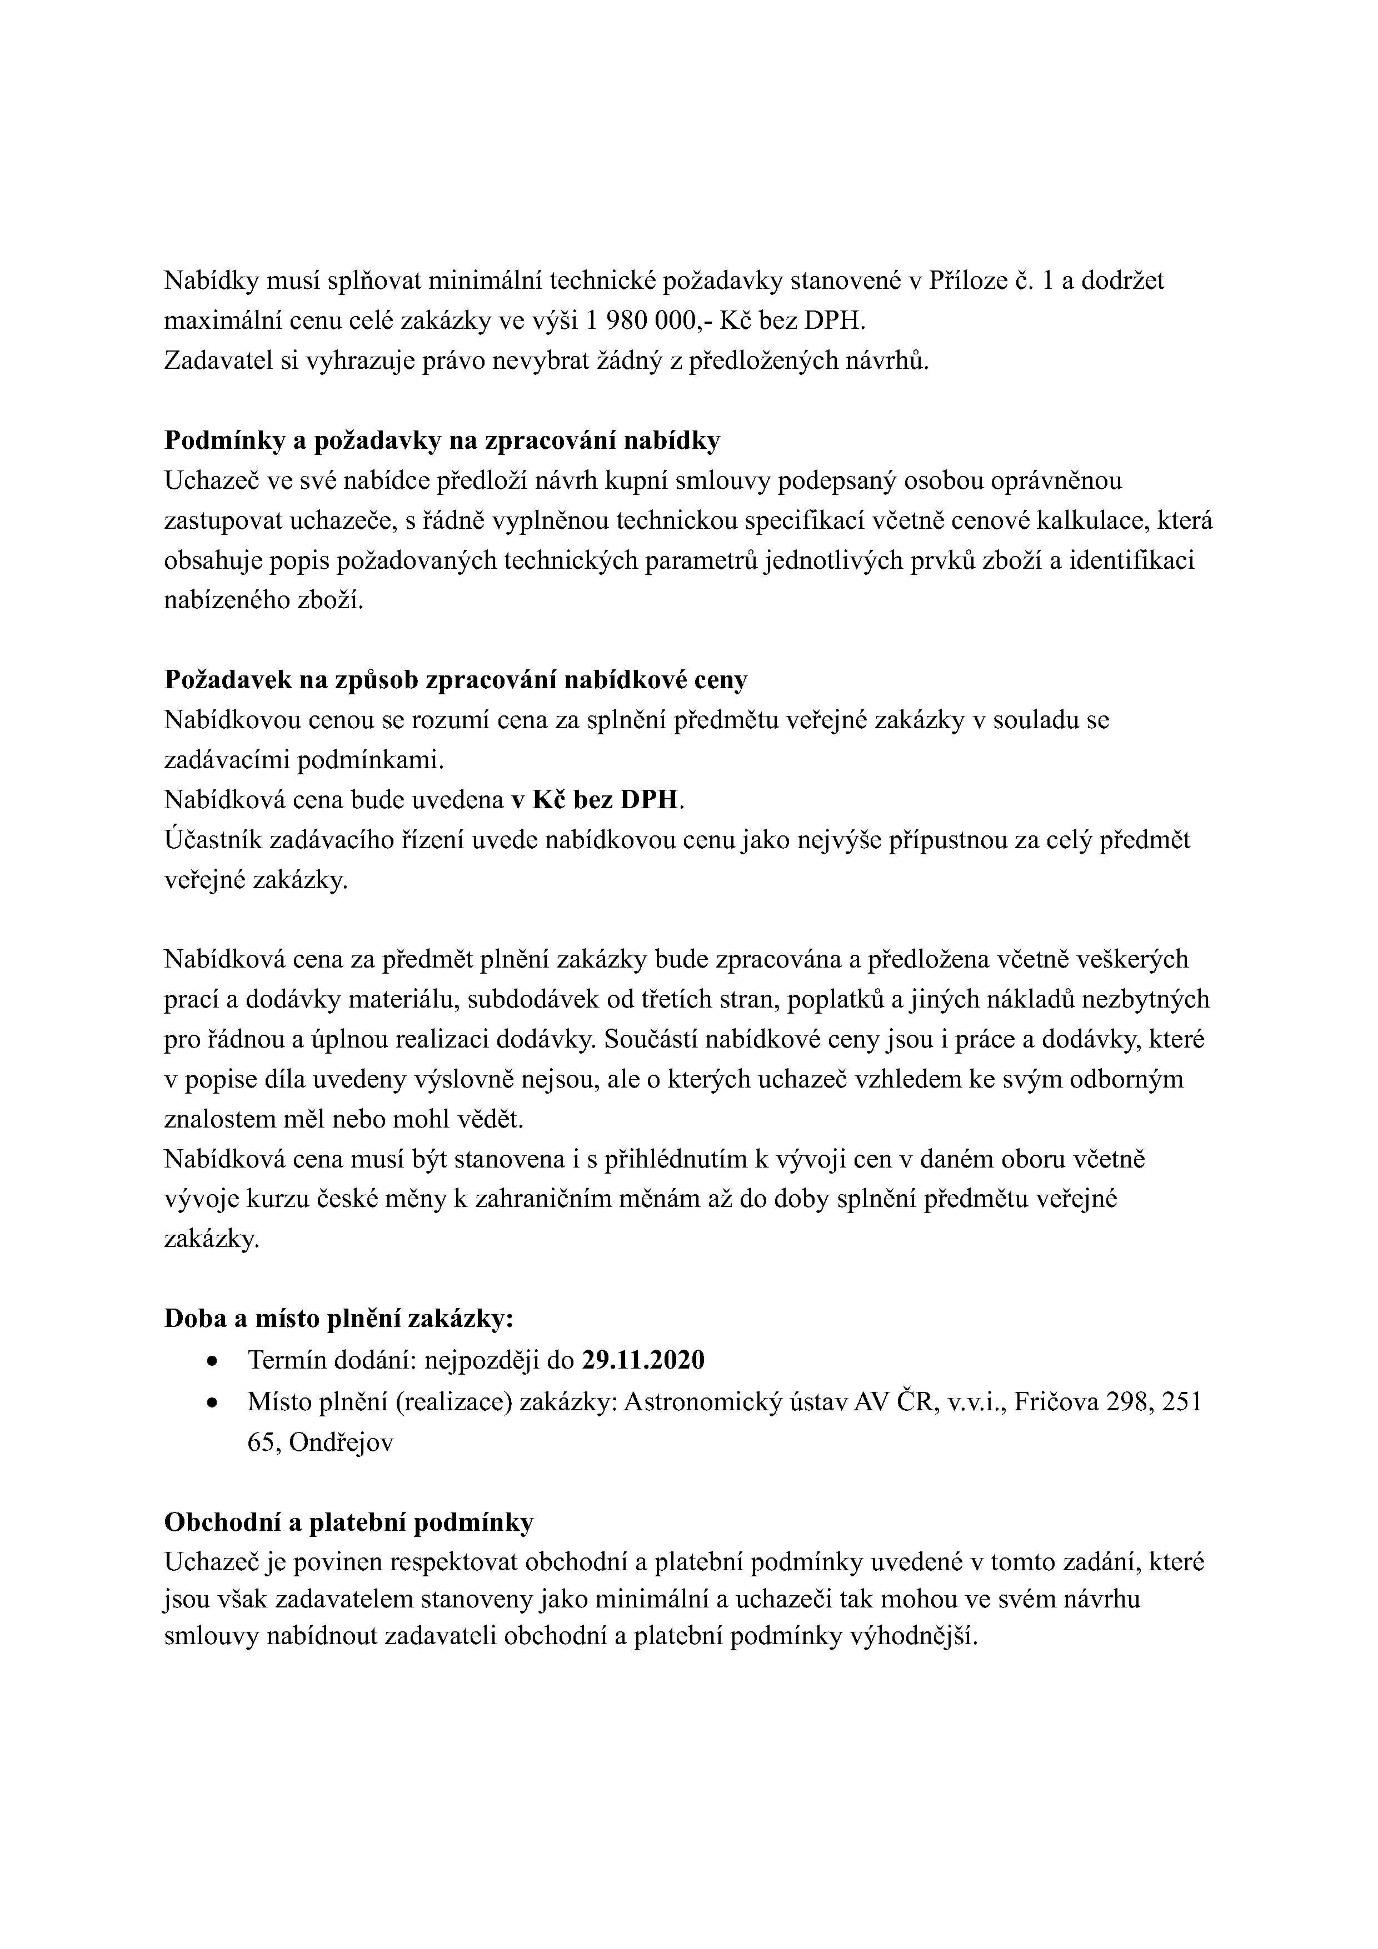 Nabídky musí splňovat minimální technické požadavky stanovené v Příloze č. 1 a dodržet
maximální cenu celé zakázky ve výši 1 980 000,- Kč bez DPH.
Zadavatel si vyhrazuje právo nevybrat žádný z předložených návrhů.
Podmínky a požadavky na zpracování nabídky
Uchazeč ve své nabídce předloží návrh kupní smlouvy podepsaný osobou oprávněnou
zastupovat uchazeče, s řádně vyplněnou technickou specifikací včetně cenové kalkulace, která
obsahuje popis požadovaných technických parametrů jednotlivých prvků zboží a identifikaci
nabízeného zboží.
Požadavek na způsob zpracování nabídkové ceny
Nabídkovou cenou se rozumí cena za splnění předmětu veřejné zakázky v souladu se
zadávacími podmínkami.
Nabídková cena bude uvedena v Kč bez DPH.
Účastník zadávacího řízení uvede nabídkovou cenu jako nejvýše přípustnou za celý předmět
veřejné zakázky.
Nabídková cena za předmět plnění zakázky bude zpracována a předložena včetně veškerých
prací a dodávky materiálu, subdodávek od třetích stran, poplatků a jiných nákladů nezbytných
pro řádnou a úplnou realizaci dodávky. Součástí nabídkové ceny jsou i práce a dodávky, které
v popise díla uvedeny výslovně nejsou, ale o kterých uchazeč vzhledem ke svým odborným
znalostem měl nebo mohl vědět.
Nabídková cena musí být stanovena i s přihlédnutím k vývoji cen v daném oboru včetně
vývoje kurzu české měny k zahraničním měnám až do doby splnění předmětu veřejné
zakázky.
Doba a místo plnění zakázky:
• Termín dodání: nejpozději do 29.11.2020
• Místo plnění (realizace) zakázky: Astronomický ústav AV ČR, v.v.i., Fričova 298, 251
65, Ondřejov
Obchodní a platební podmínky
Uchazeč je povinen respektovat obchodní a platební podmínky uvedené v tomto zadání, které
jsou však zadavatelem stanoveny jako minimální a uchazeči tak mohou ve svém návrhu
smlouvy nabídnout zadavateli obchodní a platební podmínky výhodnější.